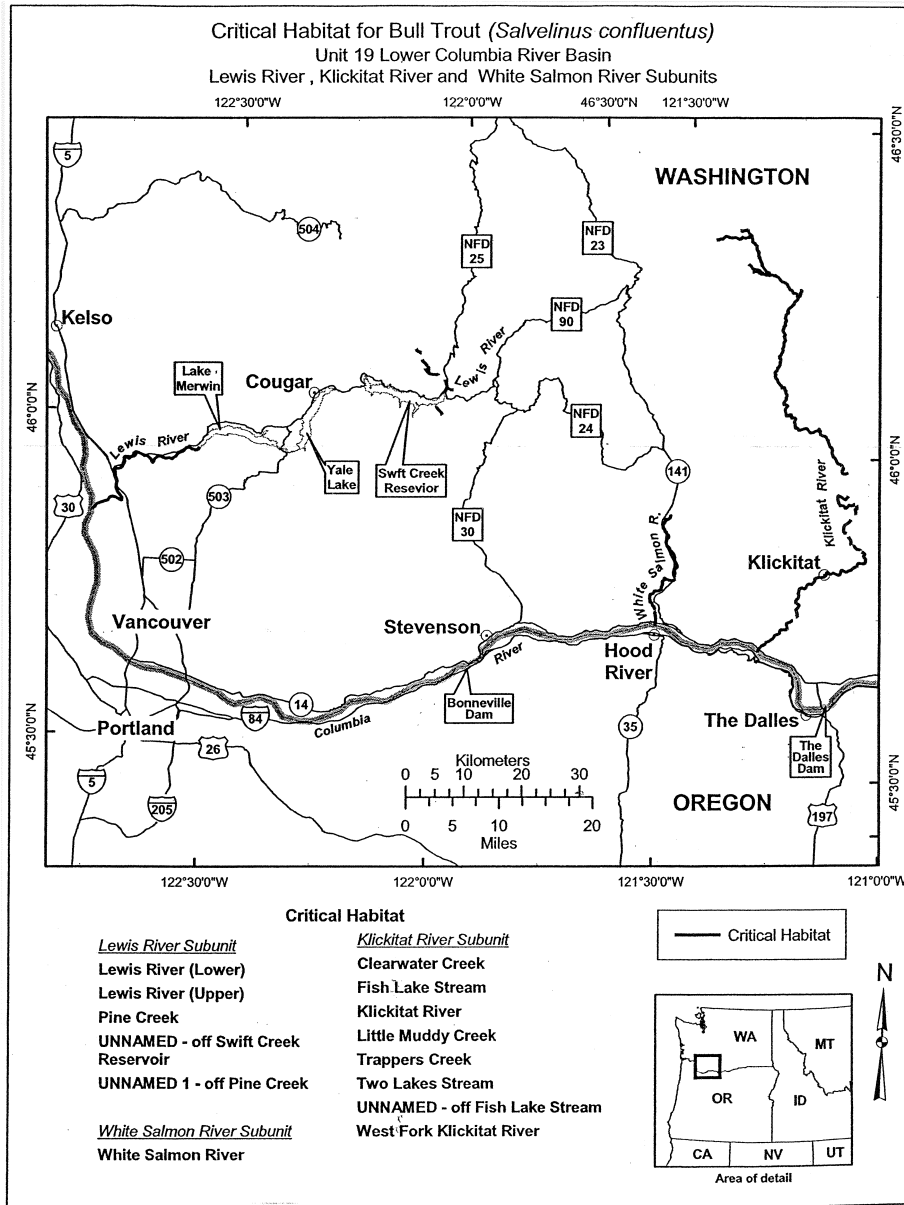 Critical Habitat for Bull Trout (Salvelinus confluentus)
Unit 19 Lower Columbia River Basin
Lewis River , Klickitat River and White Salmon River Subunits
122°30'0"W
122°0'0"W
46°30'0"N
121°30'0"W
46°30'0"N
5
WASHINGTON
504
NFD
25
NFD
23
Kelso
NFD
90
Lake
Merwin
Cougar
Lewis River
46°0'0"N
NFD
24
46°0'0"N
Lewis River
Yale
Lake
Swft Creek
Resevior
141
503
30
NFD
30
Klickitat River
502
White Salmon R.
Klickitat
Vancouver
Stevenson
River
Hood
River
14
84
Bonneville
Dam
Columbia
The Dalles
45°30'0"N
Portland
26
35
The
Dalles
Dam
Kilometers
0 5 10 20 30
45°30'0"N
5
205
OREGON
197
0 5 10 20
Miles
122°30'0"W
122°0'0"W
121°30'0"W
121°0'0"W
Critical Habitat
Lewis River Subunit
Lewis River (Lower)
Lewis River (Upper)
Pine Creek
UNNAMED - off Swift Creek
Reservoir
UNNAMED 1 - off Pine Creek
White Salmon River Subunit
White Salmon River
Klickitat River Subunit
Clearwater Creek
Fish Lake Stream
Klickitat River
Little Muddy Creek
Trappers Creek
Two Lakes Stream
UNNAMED - off Fish Lake Stream
West Fork Klickitat River
Critical Habitat
N
WA
MT
OR
ID
CA
NV
UT
Area of detail